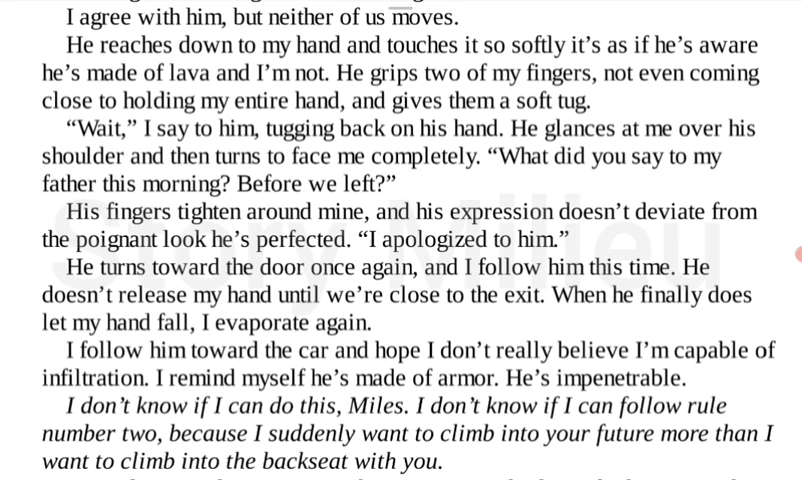 I agree with him, but neither of us moves.
He reaches down to my hand and touches it so softly it’s as if he’s aware
he’s made of lava and I’m not. He grips two of my fingers, not even coming
close to holding my entire hand, and gives them a soft tug.
“Wait,” I say to him, tugging back on his hand. He glances at me over his
shoulder and then turns to face me completely. “What did you say to my
father this morning? Before we left?”
His fingers tighten around mine, and his expression doesn’t deviate from
the poignant look he’s perfected. “I apologized to him.”
He turns toward the door once again, and I follow him this time. He
doesn’t release my hand until we’re close to the exit. When he finally does
let my hand fall, I evaporate again.
I follow him toward the car and hope I don’t really believe I’m capable of
infiltration. I remind myself he’s made of armor. He’s impenetrable.
I don’t know if I can do this, Miles. I don’t know if I can follow rule
number two, because I suddenly want to climb into your future more than I
want to climb into the backseat with you.
Story Milieu